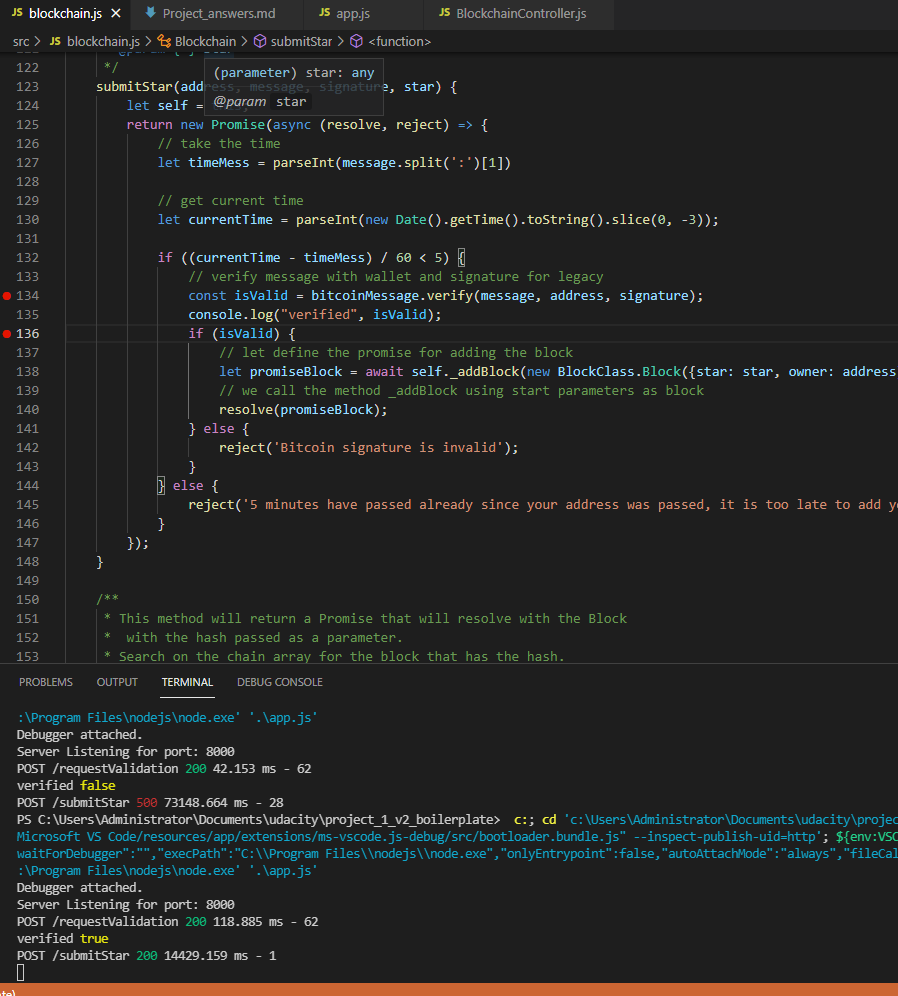 JS blockchain.js × Project_answers.md JS app.js JS BlockchainController.js
src > JS blockchain.js > Blockchain > submitStar > <function>
122 */
(parameter) star: any
123 submitStar(address, message, signature, star) {
@param star
124 let self =
125 return new Promise(async (resolve, reject) => {
126 // take the time
127 let timeMess = parseInt(message.split(':')[1])
128
129 // get current time
130 let currentTime = parseInt(new Date().getTime().toString().slice(0, -3));
131
132 if ((currentTime - timeMess) / 60 < 5) {
133 // verify message with wallet and signature for legacy
134 const isValid = bitcoinMessage.verify(message, address, signature);
135 console.log("verified", isValid);
136 if (isValid) {
137 // let define the promise for adding the block
138 let promiseBlock = await self._addBlock(new BlockClass.Block({star: star, owner: address
139 // we call the method _addBlock using start parameters as block
140 resolve(promiseBlock);
141 } else {
142 reject('Bitcoin signature is invalid');
143 }
144 } else {
145 reject('5 minutes have passed already since your address was passed, it is too late to add y
146 }
147 });
148 }
149
150 /**
151 * This method will return a Promise that will resolve with the Block
152 * with the hash passed as a parameter.
153 * Search on the chain array for the block that has the hash.
PROBLEMS OUTPUT TERMINAL DEBUG CONSOLE
:\Program Files\nodejs\node.exe' '.\app.js'
Debugger attached.
Server Listening for port: 8000
POST /requestValidation 200 42.153 ms - 62
verified false
POST /submitStar 500 73148.664 ms - 28
PS C:\Users\Administrator\Documents\udacity\project_1_v2_boilerplate> c:; cd 'c:\Users\Administrator\Documents\udacity\projec
Microsoft VS Code/resources/app/extensions/ms-vscode.js-debug/src/bootloader.bundle.js" --inspect-publish-uid=http'; ${env:VSC
waitForDebugger":"","execPath":"C:\\Program Files\\nodejs\\node.exe","onlyEntrypoint":false,"autoAttachMode":"always","fileCal
:\Program Files\nodejs\node.exe' '.\app.js'
Debugger attached.
Server Listening for port: 8000
POST /requestValidation 200 118.885 ms - 62
verified true
POST /submitStar 200 14429.159 ms - 1